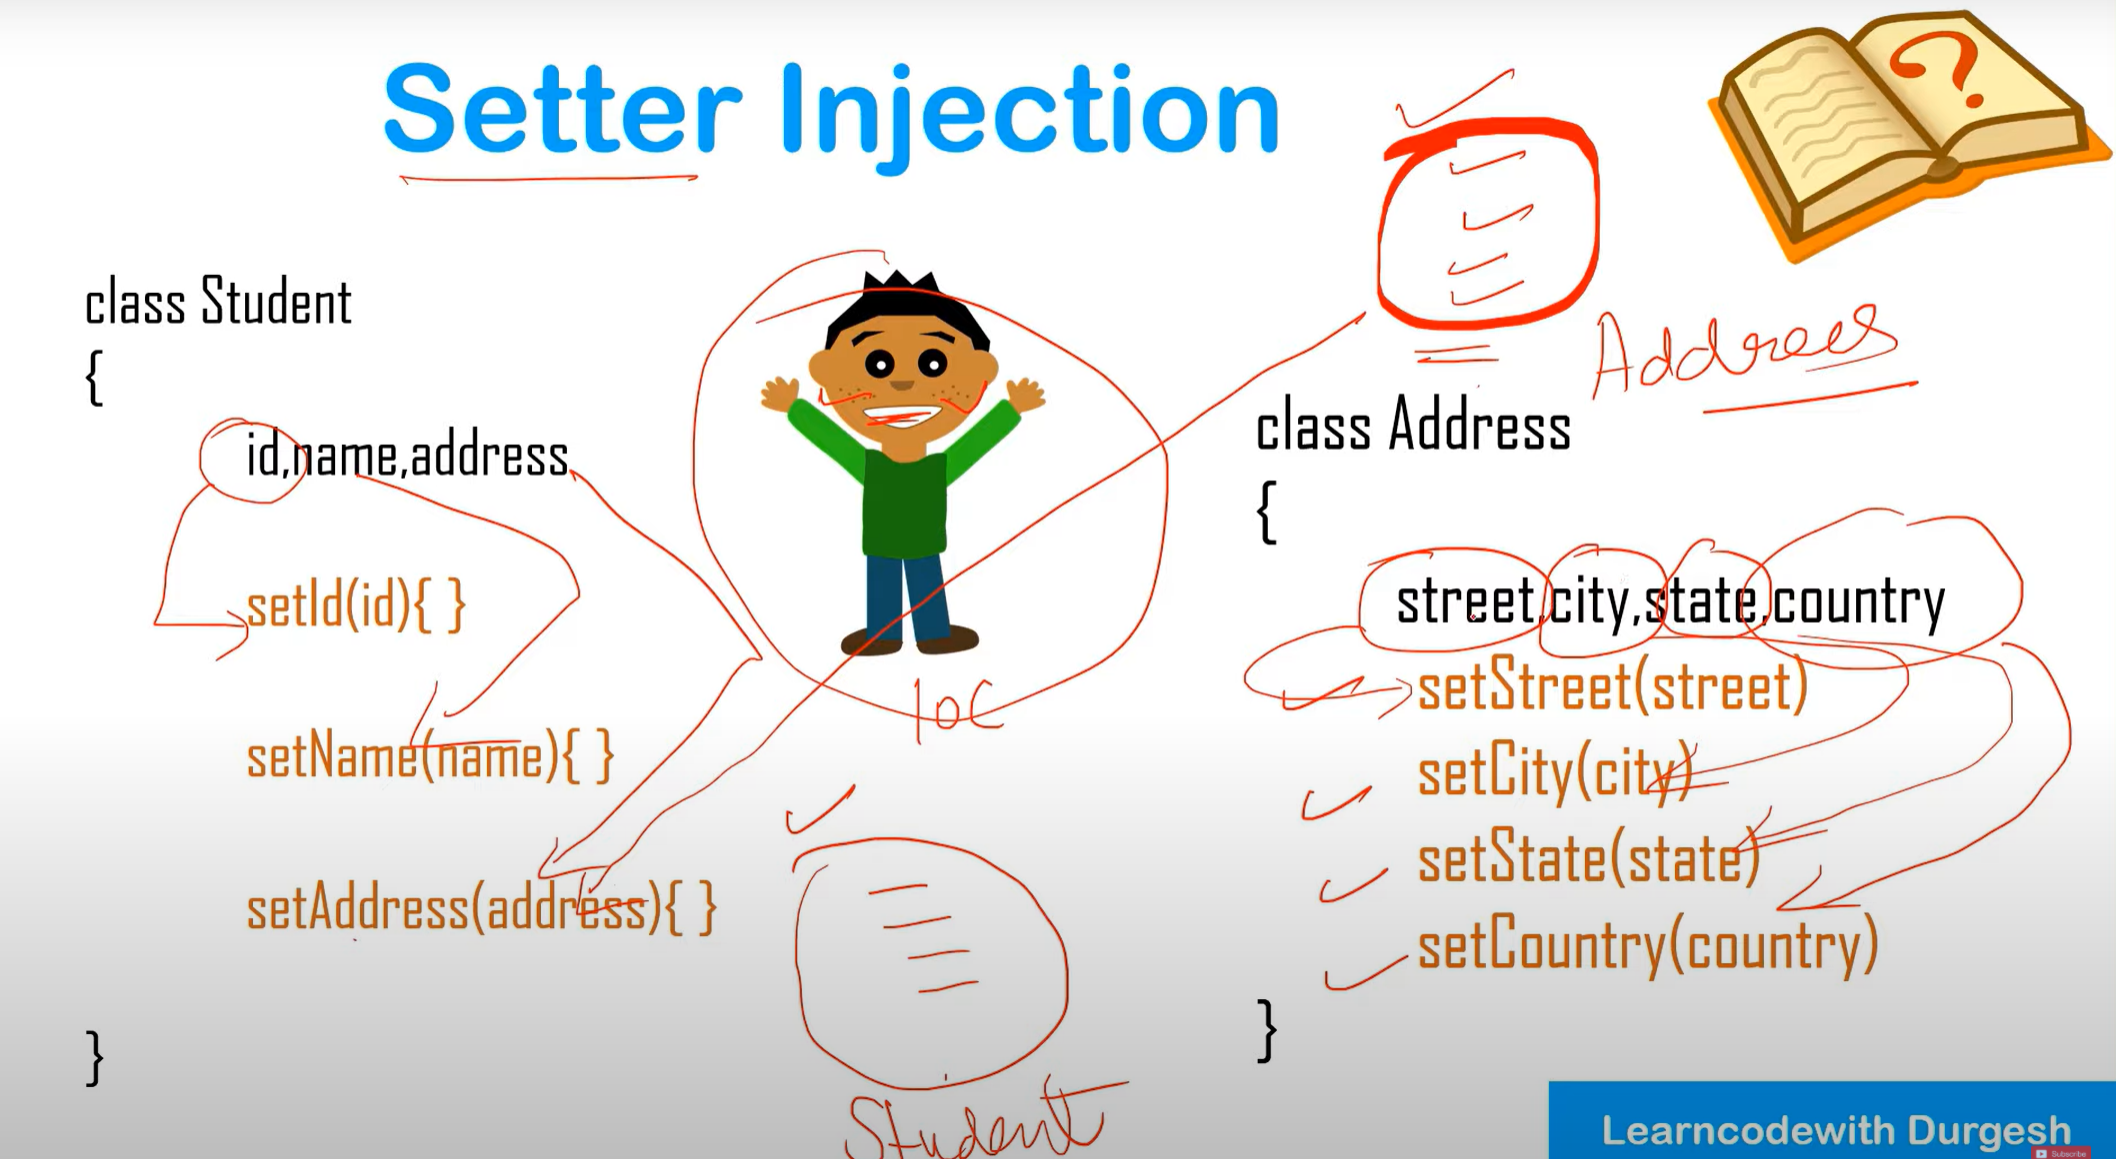 Setter Injection
class Student
{
id,name,address
setId(id){ }
setName(name){ }
setAddress(address){ }
}
IOC
Student
Address
class Address
{
street,city,state,country
setStreet(street)
setCity(city)
setState(state)
setCountry(country)
}
?
Learncodewith Durgesh
Subscribe